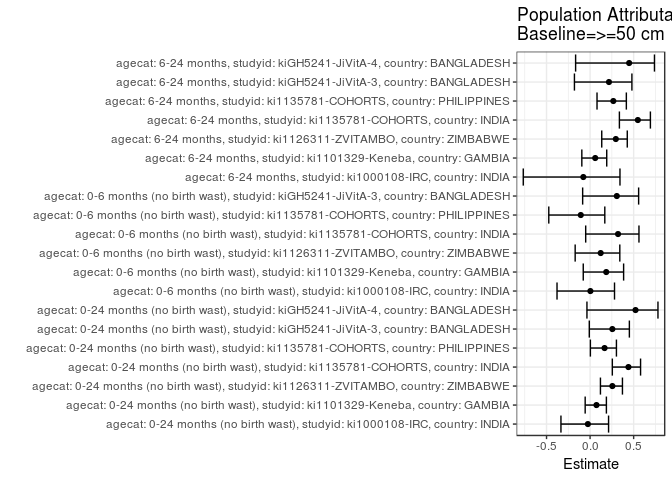 Population Attributa
Baseline=>=50 cm
agecat: 6-24 months, studyid: kiGH5241-JiVitA-4, country: BANGLADESH
agecat: 6-24 months, studyid: kiGH5241-JiVitA-3, country: BANGLADESH
agecat: 6-24 months, studyid: ki1135781-COHORTS, country: PHILIPPINES
agecat: 6-24 months, studyid: ki1135781-COHORTS, country: INDIA
agecat: 6-24 months, studyid: ki1126311-ZVITAMBO, country: ZIMBABWE
agecat: 6-24 months, studyid: ki1101329-Keneba, country: GAMBIA
agecat: 6-24 months, studyid: ki1000108-IRC, country: INDIA
agecat: 0-6 months (no birth wast), studyid: kiGH5241-JiVitA-3, country: BANGLADESH
agecat: 0-6 months (no birth wast), studyid: ki1135781-COHORTS, country: PHILIPPINES
agecat: 0-6 months (no birth wast), studyid: ki1135781-COHORTS, country: INDIA
agecat: 0-6 months (no birth wast), studyid: ki1126311-ZVITAMBO, country: ZIMBABWE
agecat: 0-6 months (no birth wast), studyid: ki1101329-Keneba, country: GAMBIA
agecat: 0-6 months (no birth wast), studyid: ki1000108-IRC, country: INDIA
agecat: 0-24 months (no birth wast), studyid: kiGH5241-JiVitA-4, country: BANGLADESH
agecat: 0-24 months (no birth wast), studyid: kiGH5241-JiVitA-3, country: BANGLADESH
agecat: 0-24 months (no birth wast), studyid: ki1135781-COHORTS, country: PHILIPPINES
agecat: 0-24 months (no birth wast), studyid: ki1135781-COHORTS, country: INDIA
agecat: 0-24 months (no birth wast), studyid: ki1126311-ZVITAMBO, country: ZIMBABWE
agecat: 0-24 months (no birth wast), studyid: ki1101329-Keneba, country: GAMBIA
agecat: 0-24 months (no birth wast), studyid: ki1000108-IRC, country: INDIA
-0.5 0.0 0.5
Estimate